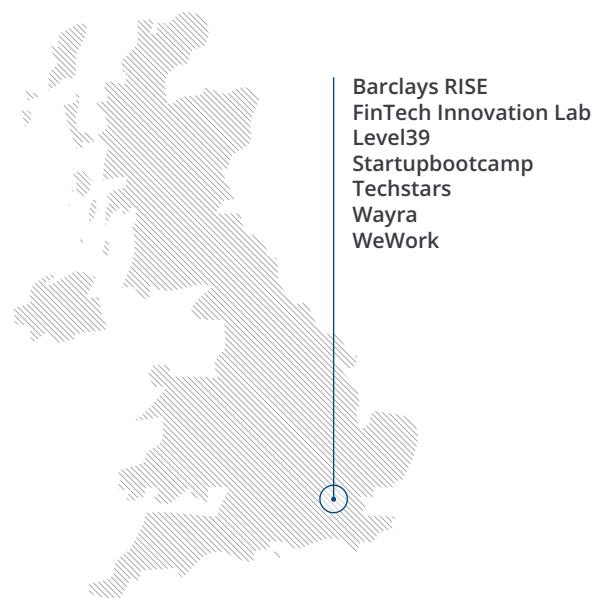 Barclays RISE
FinTech Innovation Lab
Level39
Startupbootcamp
Techstars
Wayra
WeWork